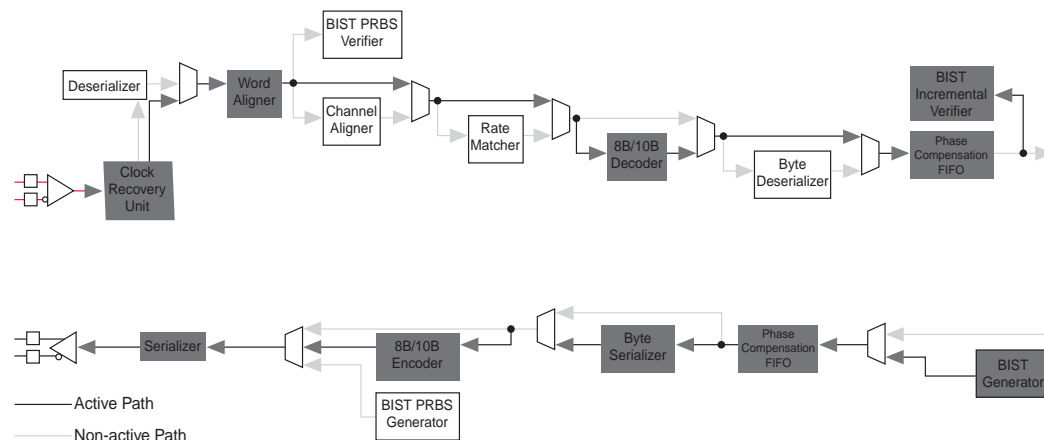 BIST PRBS
Verifier
Deserializer
Word
Aligner
Channel
Aligner
Rate
Matcher
8B/10B
Decoder
Byte
Deserializer
BIST
Incremental
Verifier
Phase
Compensation
FIFO
Clock
Recovery
Unit
Serializer
8B/10B
Encoder
BIST PRBS
Generator
Byte
Serializer
Phase
Compensation
FIFO
BIST
Generator
Active Path
Non-active Path